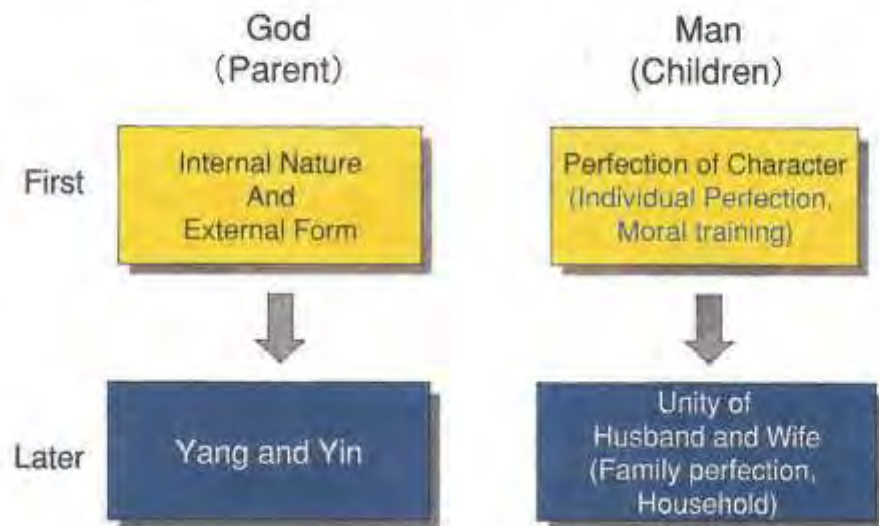 God
(Parent)
Man
(Children)
First
Internal Nature
And
External Form
Perfection of Character
(Individual Perfection,
Moral training)
Later
Yang and Yin
Unity of
Husband and Wife
(Family perfection,
Household)